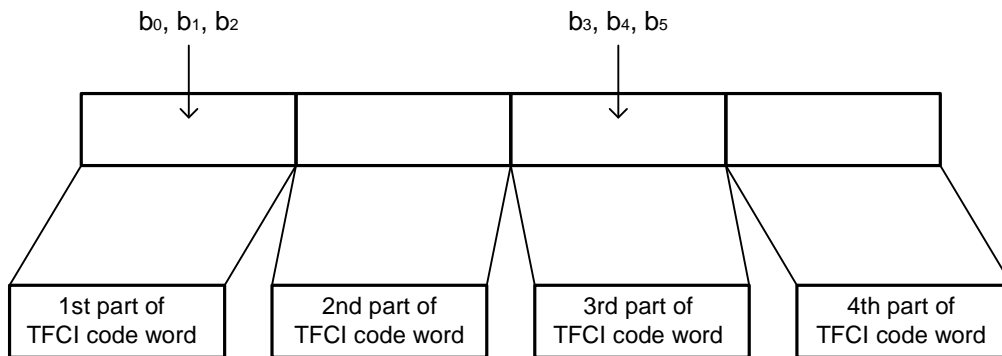 b₀, b₁, b₂
b₃, b₄, b₅
1st part of
TFCI code word
2nd part of
TFCI code word
3rd part of
TFCI code word
4th part of
TFCI code word